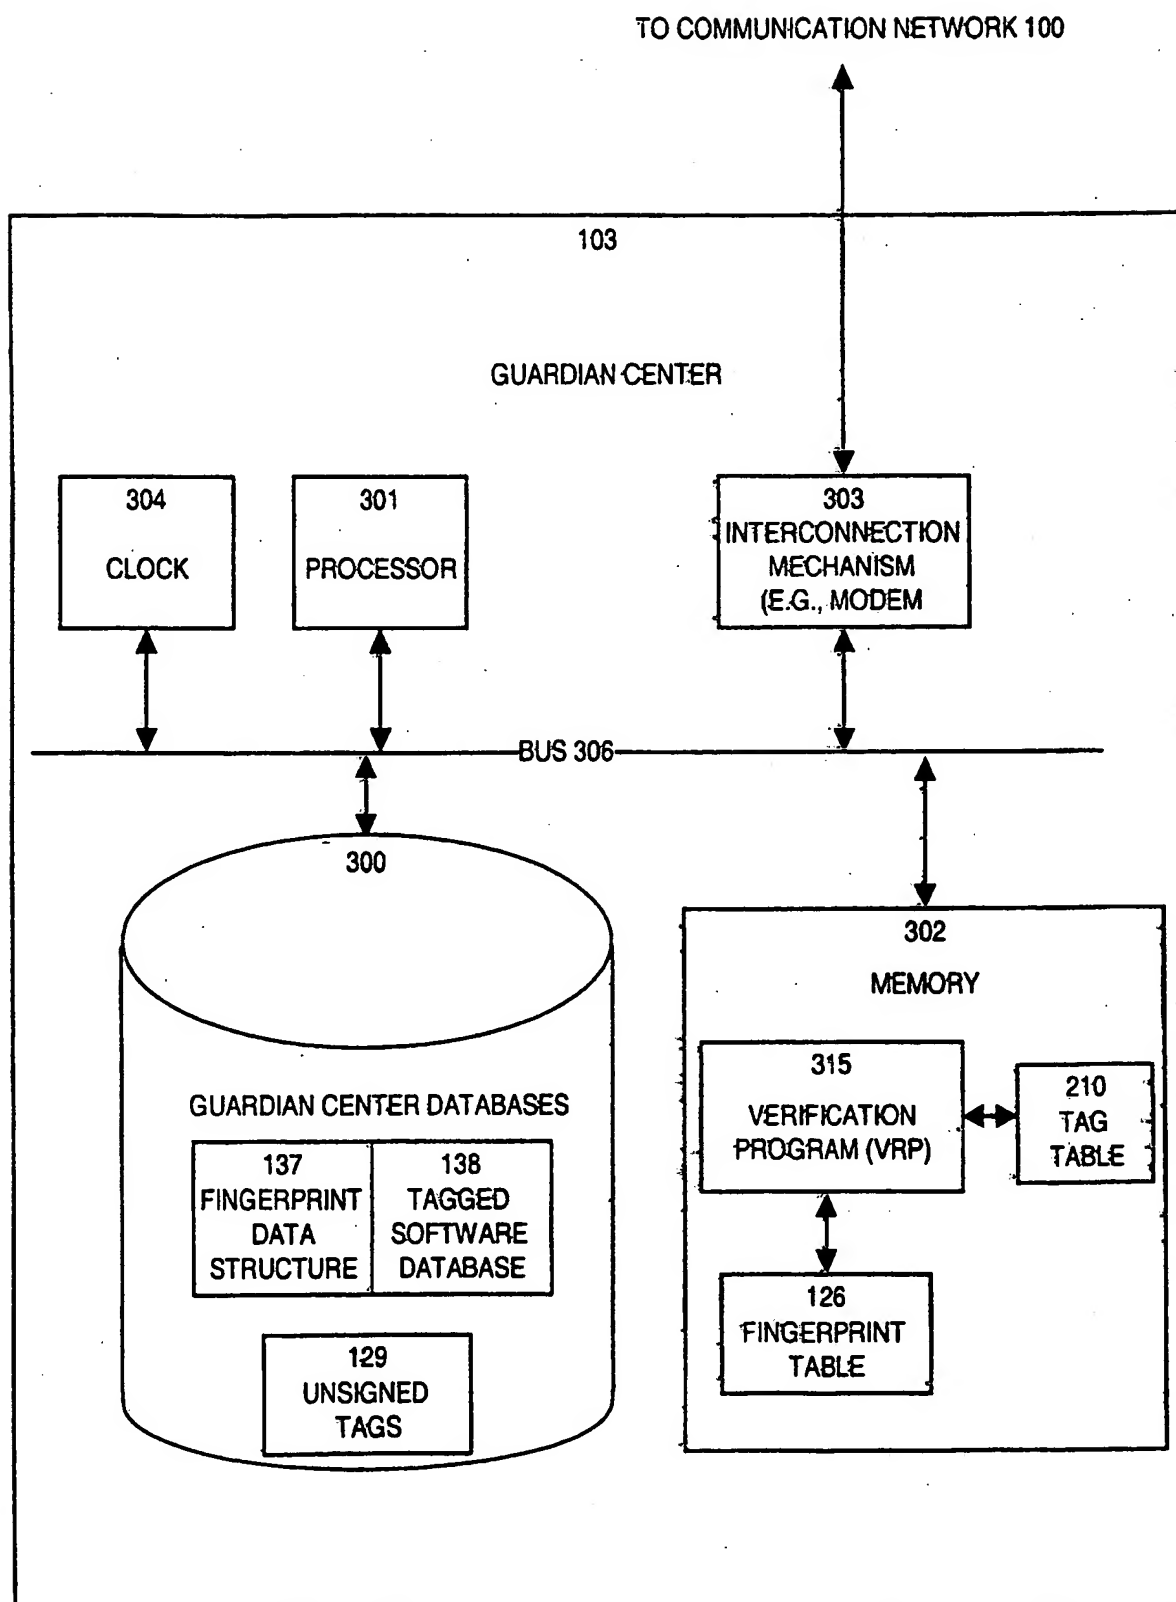 TO COMMUNICATION NETWORK 100
103
GUARDIAN CENTER
304
CLOCK
301
PROCESSOR
303
INTERCONNECTION
MECHANISM
(E.G., MODEM
BUS 306
300
GUARDIAN CENTER DATABASES
137
FINGERPRINT
DATA
STRUCTURE
138
TAGGED
SOFTWARE
DATABASE
129
UNSIGNED
TAGS
302
MEMORY
315
VERIFICATION
PROGRAM (VRP)
210
TAG
TABLE
126
FINGERPRINT
TABLE